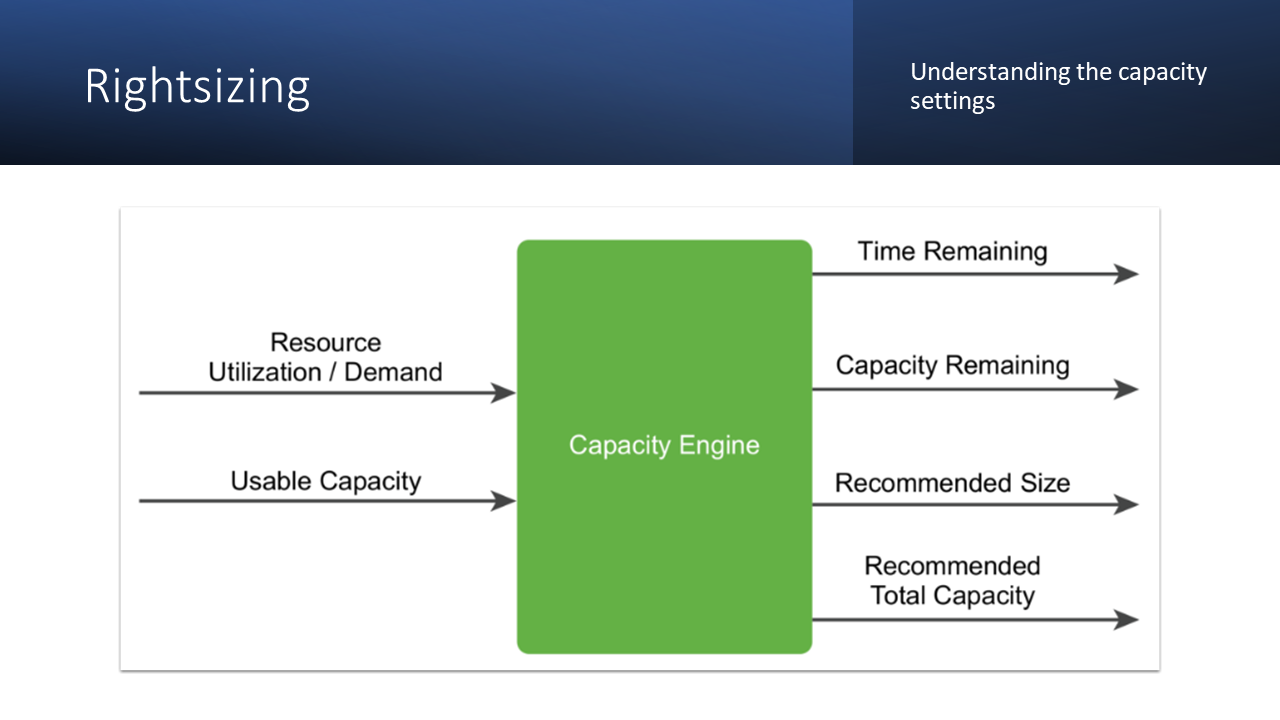 Rightsizing
Understanding the capacity
settings
Resource
Utilization / Demand
Usable Capacity
Capacity Engine
Time Remaining
Capacity Remaining
Recommended Size
Recommended
Total Capacity